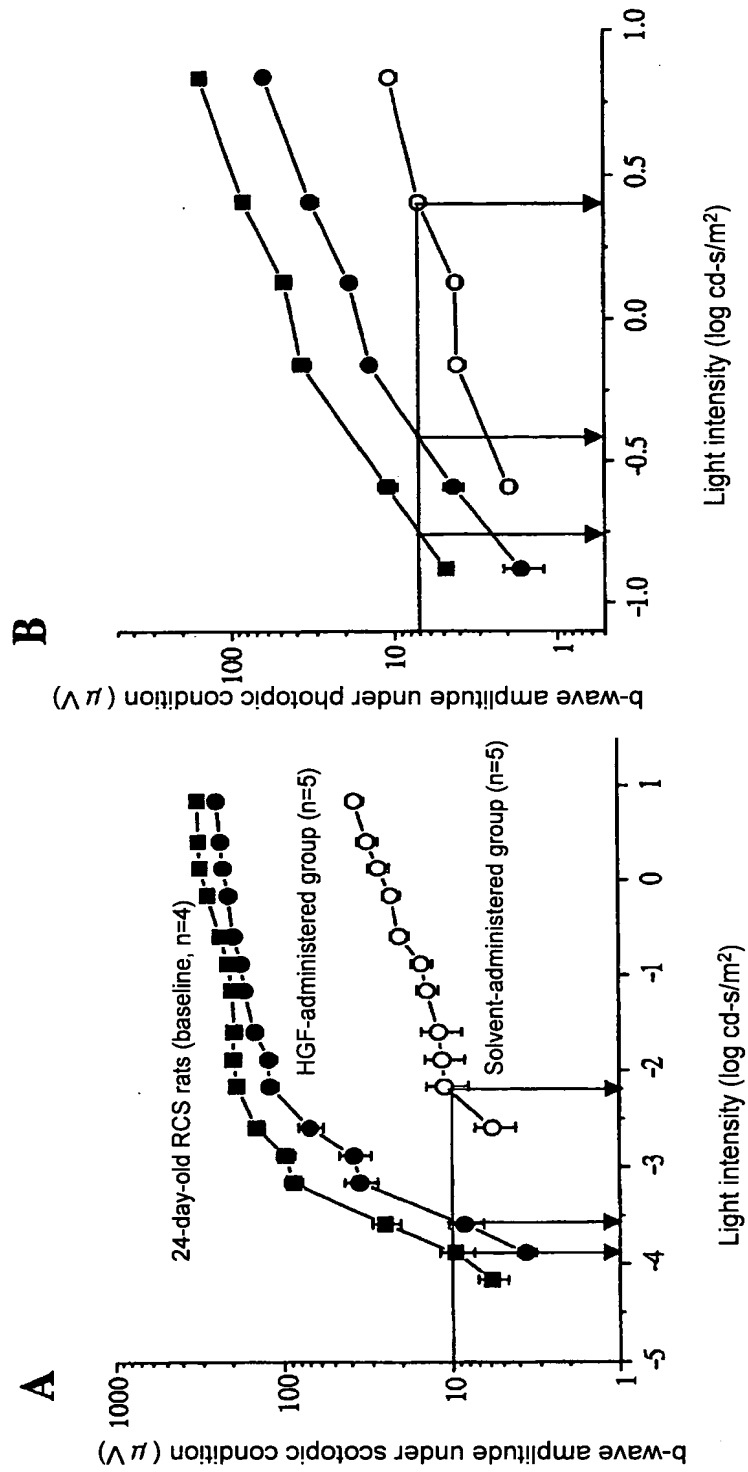 A
b-wave amplitude under scotopic condition ( μV )
1000
100
10
1
24-day-old RCS rats (baseline, n=4)
HGF-administered group (n=5)
Solvent-administered group (n=5)
-5
-4
-3
-2
-1
0
1
Light intensity (log cd-s/m²)
B
b-wave amplitude under photopic condition ( μV )
100
10
1
-1.0
-0.5
0.0
0.5
1.0
Light intensity (log cd-s/m²)